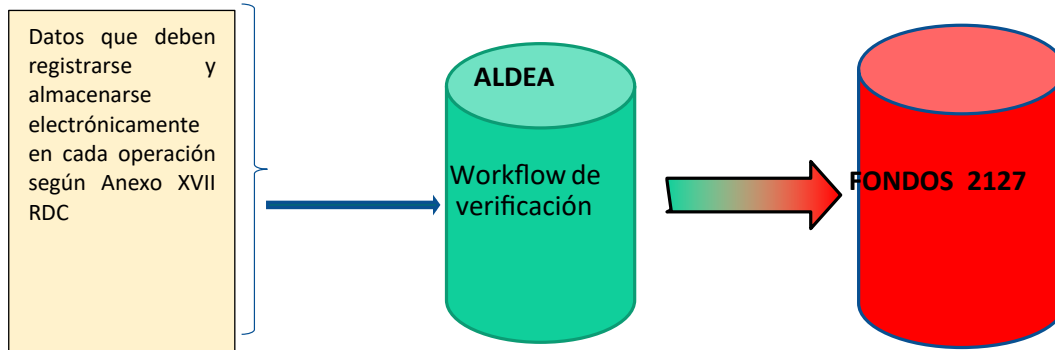 Datos que deben
registrarse y
almacenarse
electrónicamente
en cada operación
según Anexo XVII
RDC
ALDEA
Workflow de
verificación
FONDOS 2127